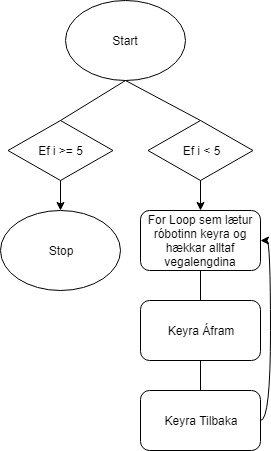 Start
Ef i >= 5
Ef i < 5
Stop
For Loop sem lætur
róbotinn keyra og
hækkar alltaf
vegalengdina
Keyra Áfram
Keyra Tilbaka